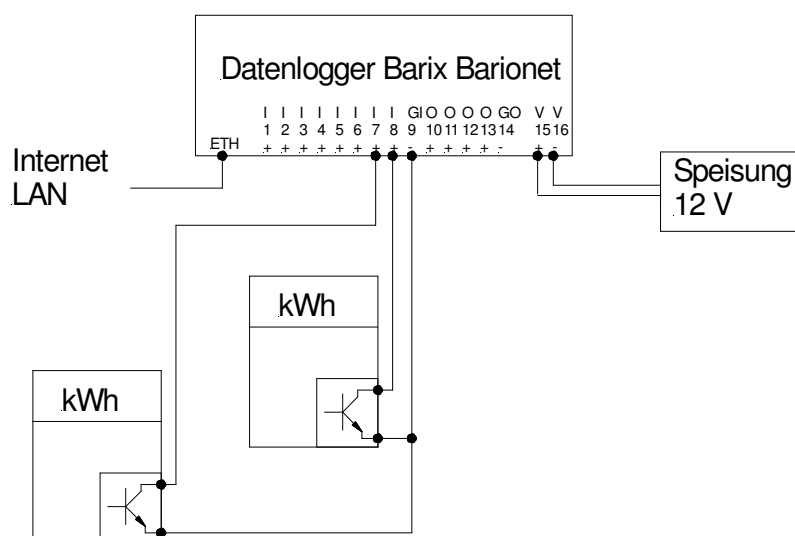 Datenlogger Barix Barionet
I I I I I I I I GI O O O O GO V V
1 2 3 4 5 6 7 8 9 10 11 12 13 14 15 16
ETH + + + + + + + + - + + + + - + -
Internet
LAN
Speisung
12 V
kWh
kWh